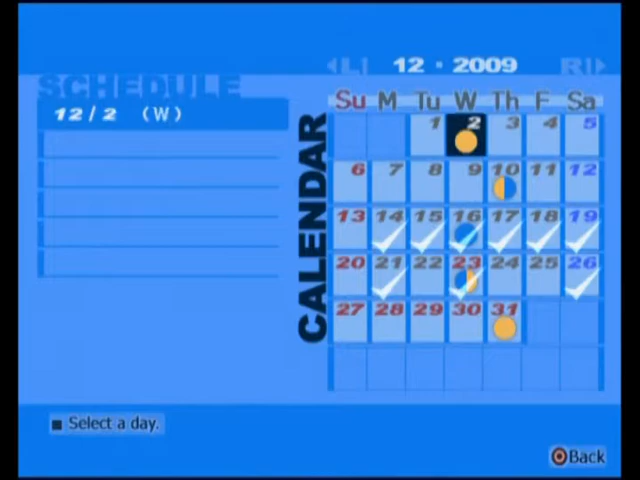 L1 12 · 2009 R1
SCHEDULE
12/2 (W)
CALENDAR
Su M Tu W Th F Sa
1 2 3 4 5
6 7 8 9 10 11 12
13 14 15 16 17 18 19
20 21 22 23 24 25 26
27 28 29 30 31
Select a day.
Back